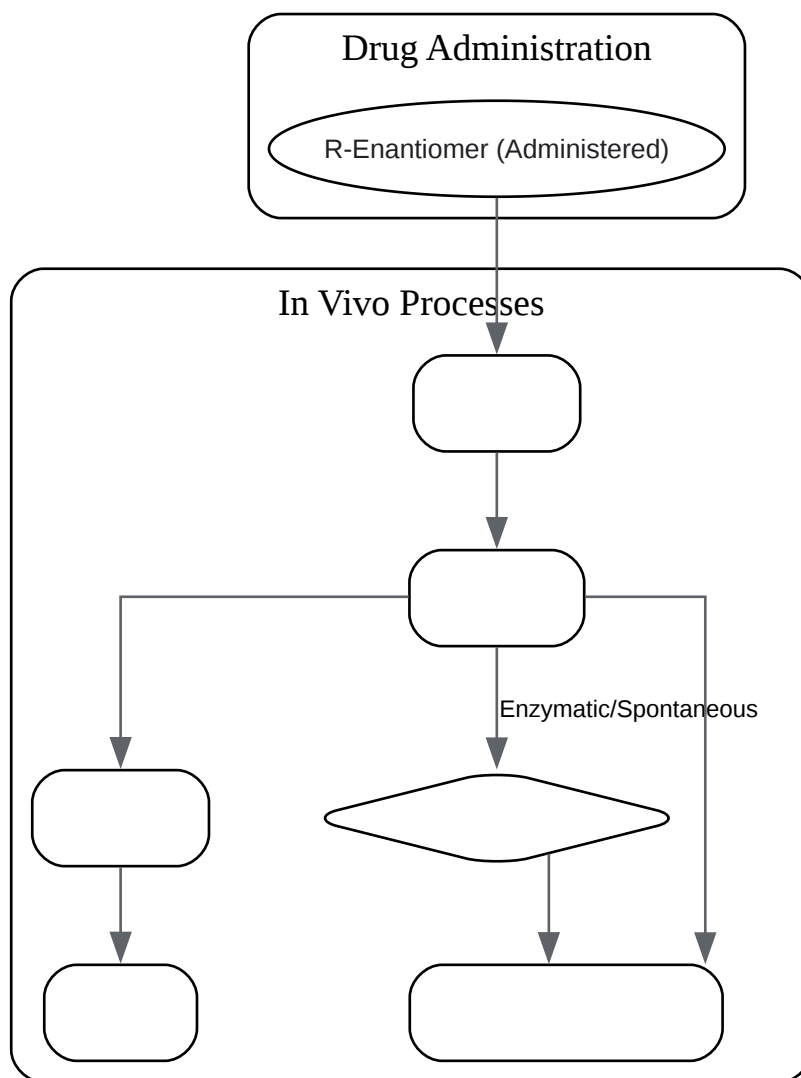 Drug Administration
R-Enantiomer (Administered)
In Vivo Processes
Enzymatic/Spontaneous